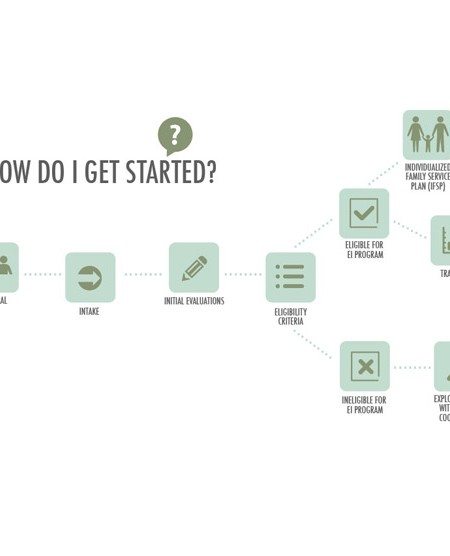 ?
OW DO I GET STARTED?
INDIVIDUALIZED
FAMILY SERVICE
PLAN (IFSP)
ELIGIBLE FOR
EI PROGRAM
TRA
AL
INTAKE
INITIAL EVALUATIONS
ELIGIBILITY
CRITERIA
INELIGIBLE FOR
EI PROGRAM
EXPLO
WIT
COO